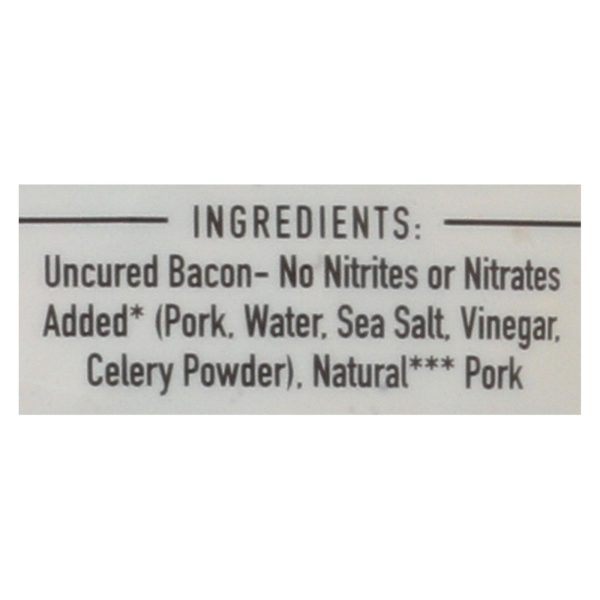 INGREDIENTS:
Uncured Bacon– No Nitrites or Nitrates
Added* (Pork, Water, Sea Salt, Vinegar,
Celery Powder), Natural*** Pork